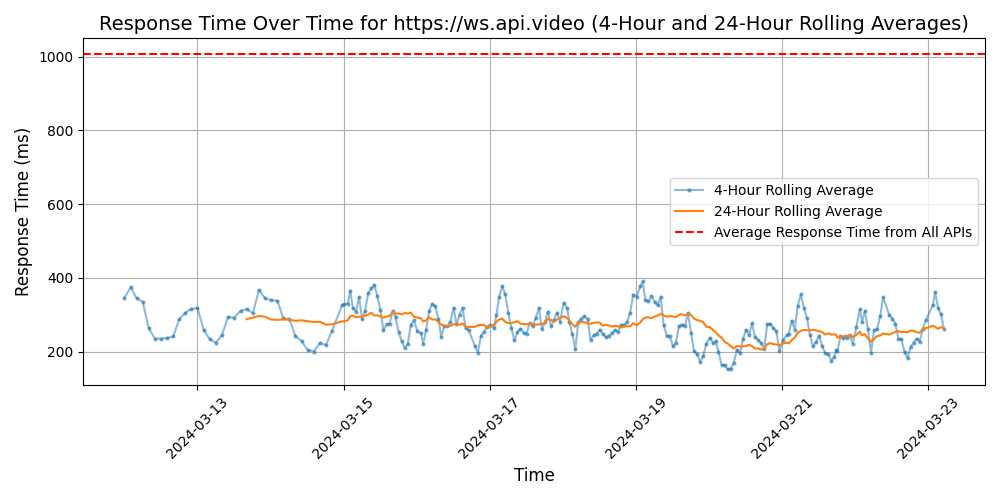 Response Time Over Time for https://ws.api.video (4-Hour and 24-Hour Rolling Averages)
Response Time (ms)
1000
800
600
400
200
4-Hour Rolling Average
24-Hour Rolling Average
Average Response Time from All APIs
2024-03-13
2024-03-15
2024-03-17
2024-03-19
2024-03-21
2024-03-23
Time